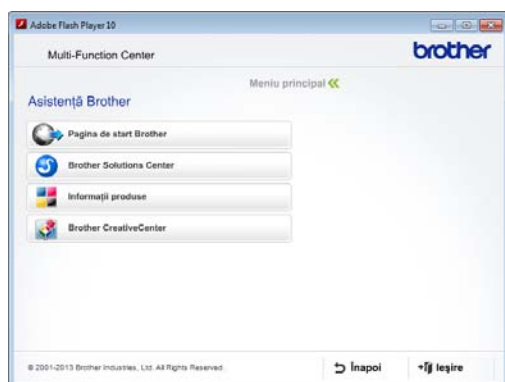 Adobe Flash Player 10
Multi-Function Center
brother
Meniu principal
Asistență Brother
Pagina de start Brother
Brother Solutions Center
Informații produse
Brother CreativeCenter
© 2001-2013 Brother Industries, Ltd. All Rights Reserved.
Înapoi
Ieșire